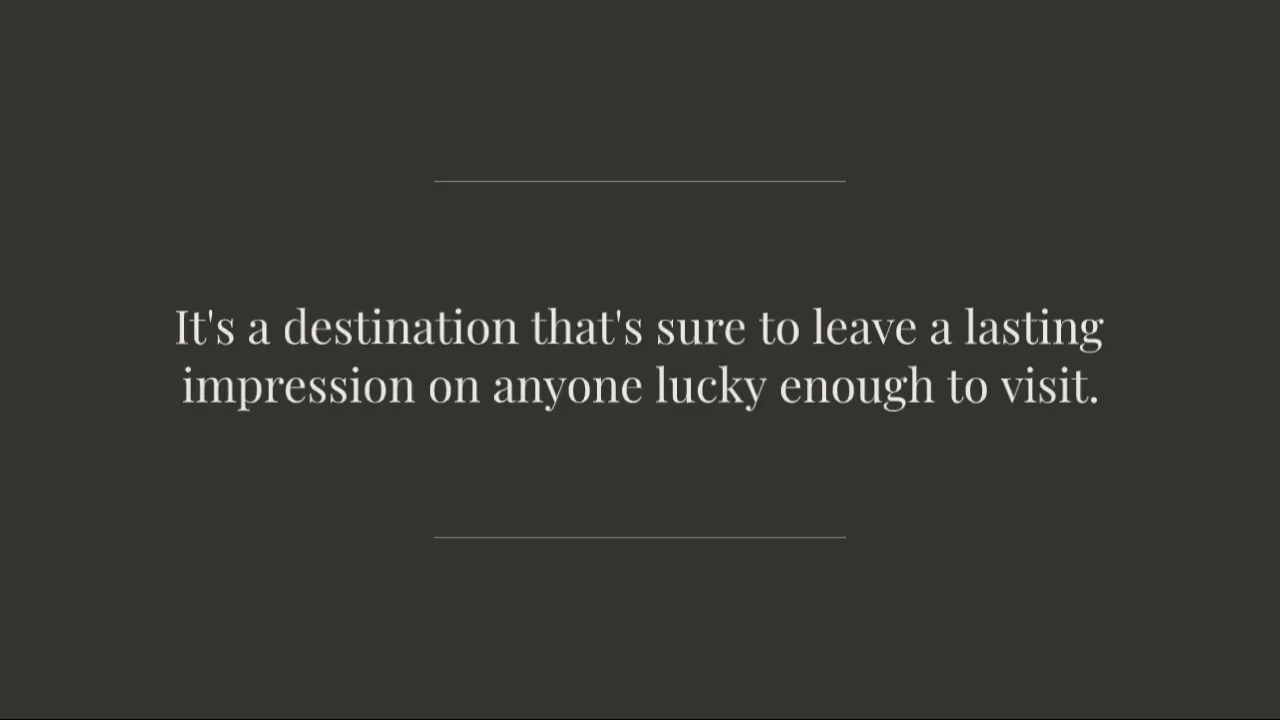 It's a destination that's sure to leave a lasting
impression on anyone lucky enough to visit.